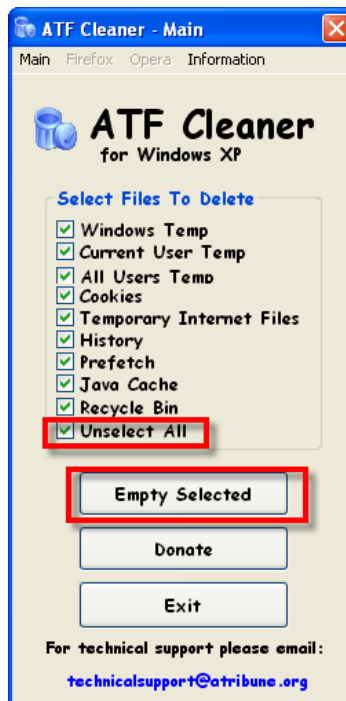 ATF Cleaner - Main
Main Firefox Opera Information
ATF Cleaner
for Windows XP
Select Files To Delete
Windows Temp
Current User Temp
All Users Temp
Cookies
Temporary Internet Files
History
Prefetch
Java Cache
Recycle Bin
Unselect All
Empty Selected
Donate
Exit
For technical support please email:
technicalsupport@atribune.org